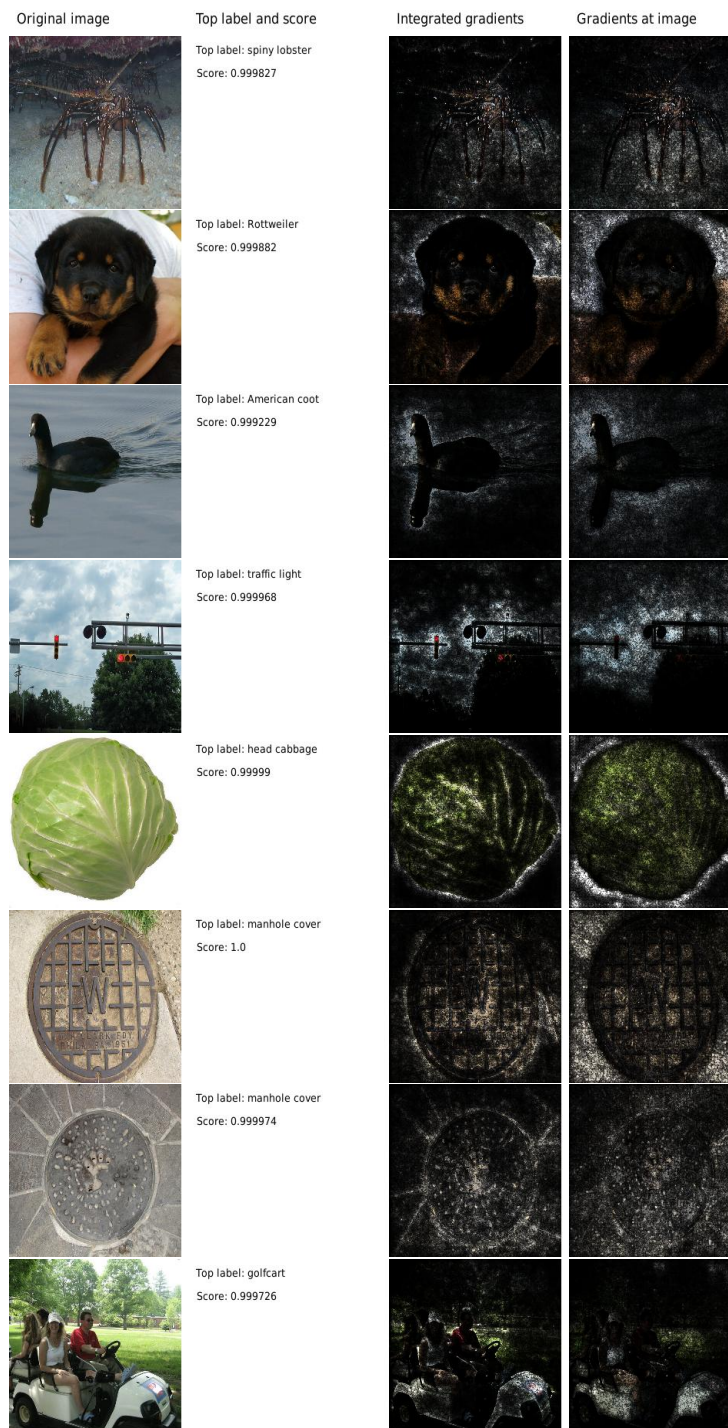 Original image
Top label and score
Integrated gradients
Gradients at image
Top label: spiny lobster
Score: 0.999827
Top label: Rottweiler
Score: 0.999882
Top label: American coot
Score: 0.999229
Top label: traffic light
Score: 0.999968
Top label: head cabbage
Score: 0.99999
Top label: manhole cover
Score: 1.0
W
Top label: manhole cover
Score: 0.999974
Top label: golfcart
Score: 0.999726